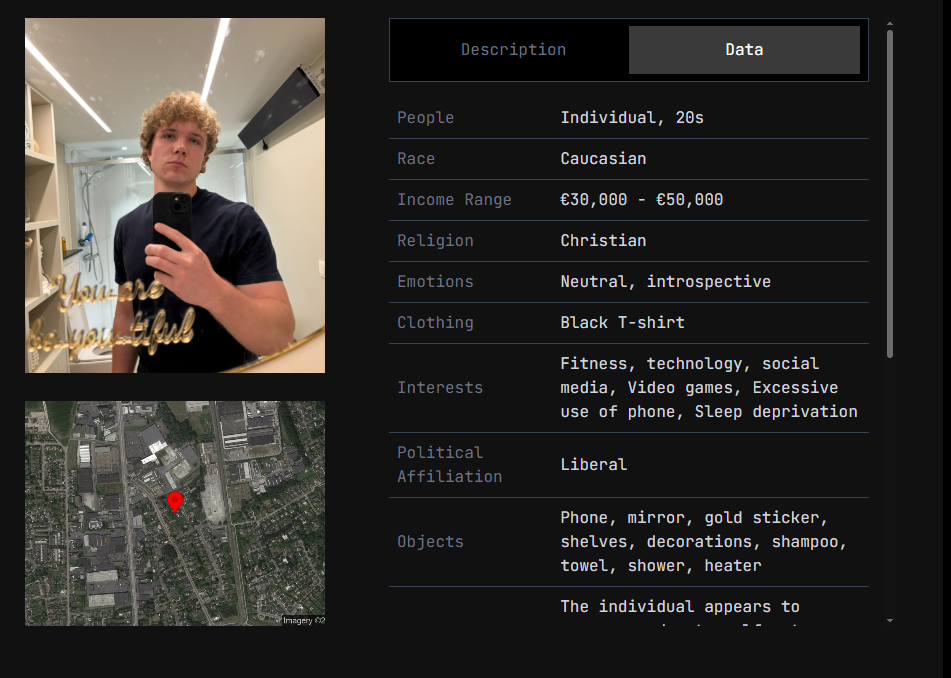 You are
be-you-tiful
Imagery ©2
Description
Data
People
Individual, 20s
Race
Caucasian
Income Range
€30,000 - €50,000
Religion
Christian
Emotions
Neutral, introspective
Clothing
Black T-shirt
Interests
Fitness, technology, social
media, Video games, Excessive
use of phone, Sleep deprivation
Political
Affiliation
Liberal
Objects
Phone, mirror, gold sticker,
shelves, decorations, shampoo,
towel, shower, heater
The individual appears to